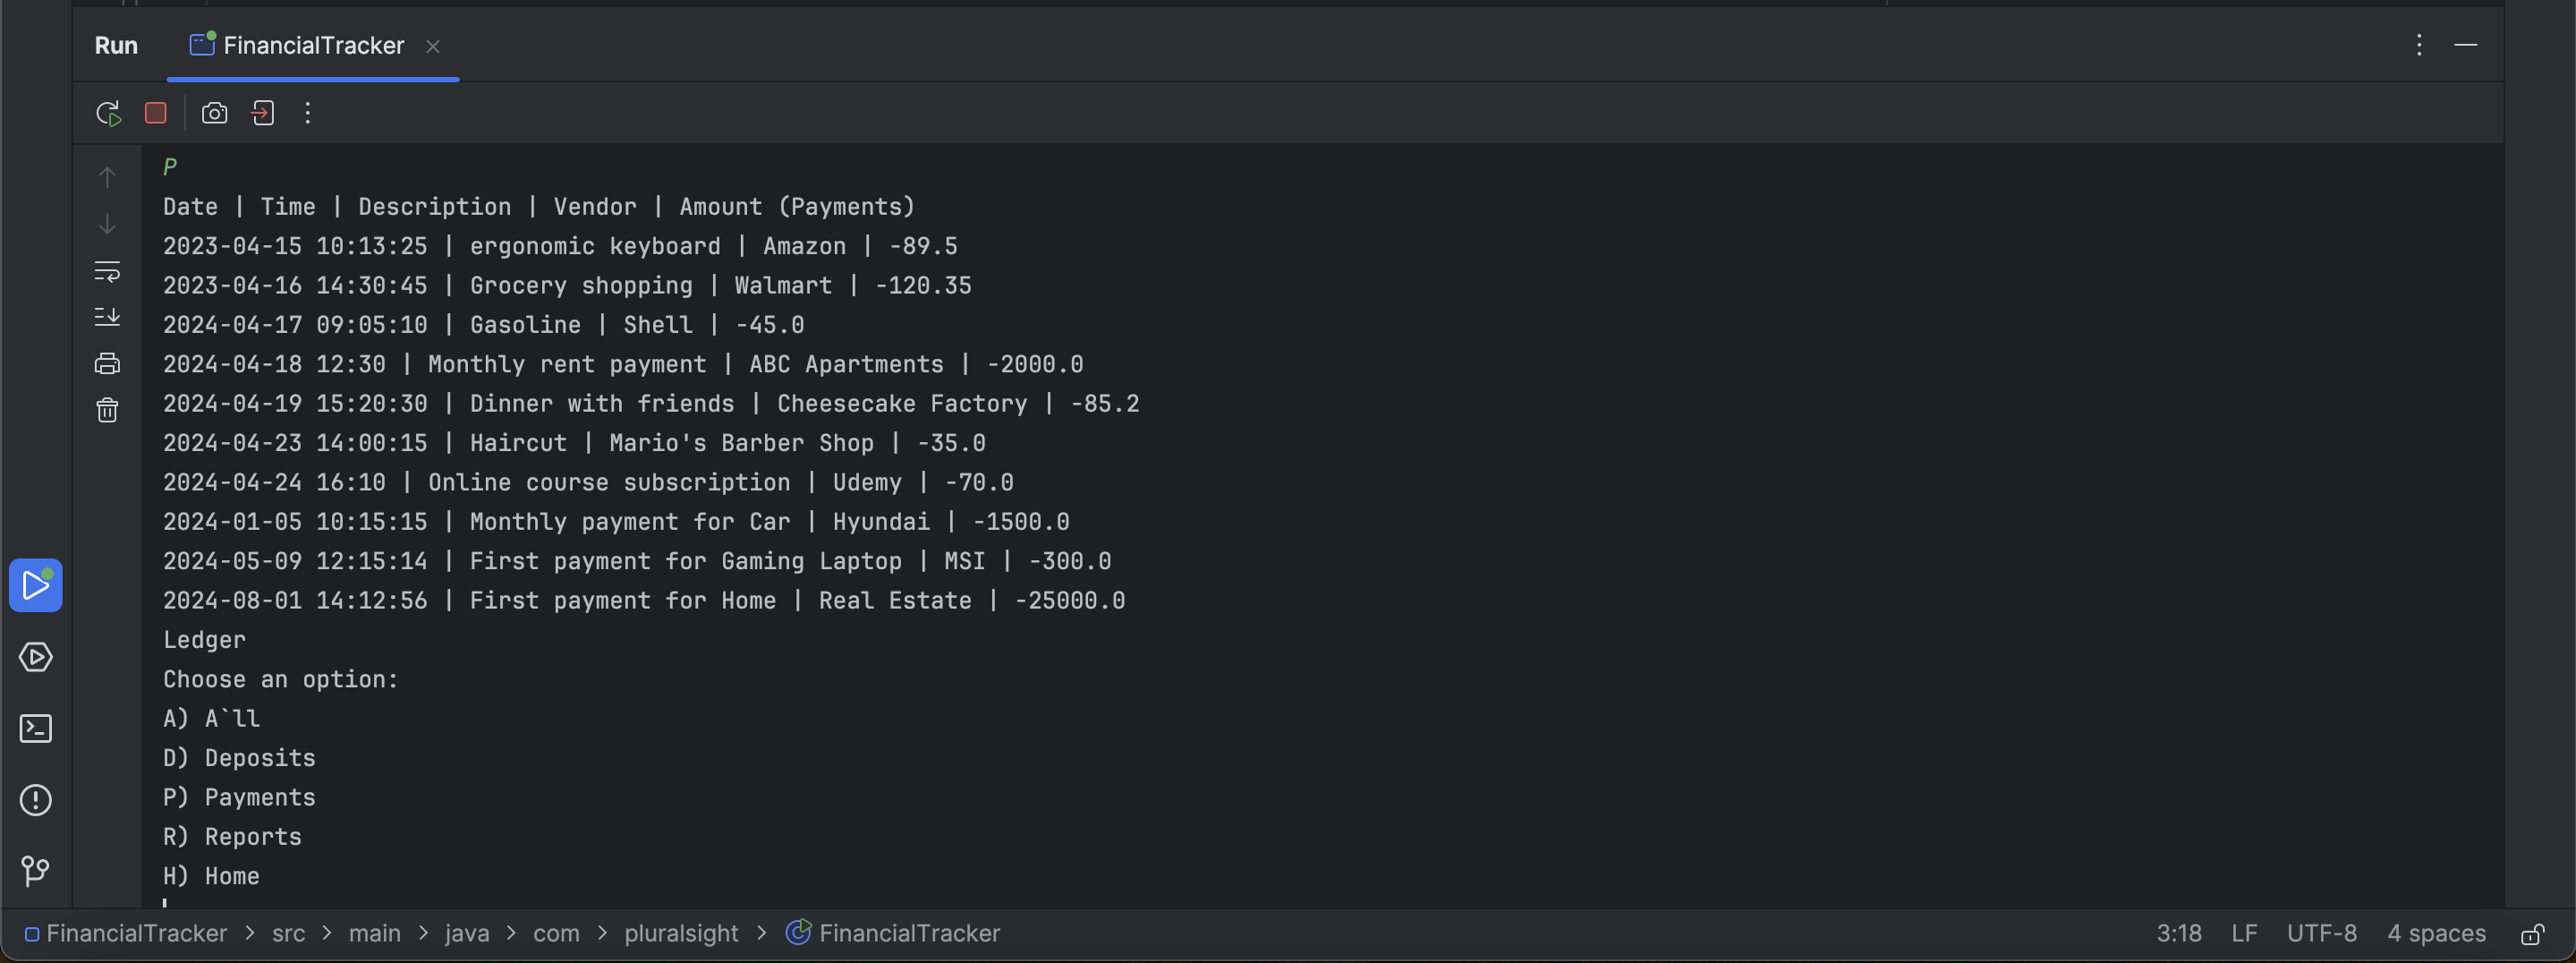 Run FinancialTracker
P
Date | Time | Description | Vendor | Amount (Payments)
2023-04-15 10:13:25 | ergonomic keyboard | Amazon | -89.5
2023-04-16 14:30:45 | Grocery shopping | Walmart | -120.35
2024-04-17 09:05:10 | Gasoline | Shell | -45.0
2024-04-18 12:30 | Monthly rent payment | ABC Apartments | -2000.0
2024-04-19 15:20:30 | Dinner with friends | Cheesecake Factory | -85.2
2024-04-23 14:00:15 | Haircut | Mario's Barber Shop | -35.0
2024-04-24 16:10 | Online course subscription | Udemy | -70.0
2024-01-05 10:15:15 | Monthly payment for Car | Hyundai | -1500.0
2024-05-09 12:15:14 | First payment for Gaming Laptop | MSI | -300.0
2024-08-01 14:12:56 | First payment for Home | Real Estate | -25000.0
Ledger
Choose an option:
A) A`ll
D) Deposits
P) Payments
R) Reports
H) Home
FinancialTracker > src > main > java > com > pluralsight > FinancialTracker 3:18 LF UTF-8 4 spaces